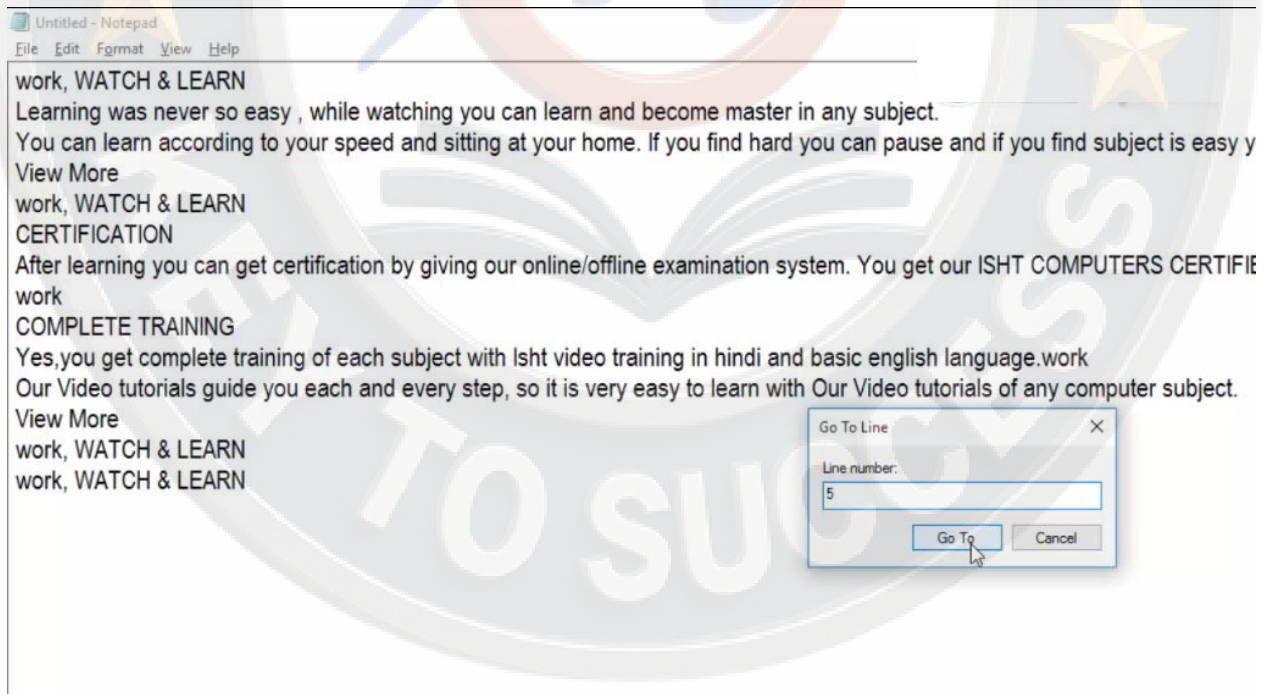 Untitled - Notepad
File Edit Format View Help
work, WATCH & LEARN
Learning was never so easy , while watching you can learn and become master in any subject.
You can learn according to your speed and sitting at your home. If you find hard you can pause and if you find subject is easy y
View More
work, WATCH & LEARN
CERTIFICATION
After learning you can get certification by giving our online/offline examination system. You get our ISHT COMPUTERS CERTIFIE
work
COMPLETE TRAINING
Yes,you get complete training of each subject with Isht video training in hindi and basic english language.work
Our Video tutorials guide you each and every step, so it is very easy to learn with Our Video tutorials of any computer subject.
View More
work, WATCH & LEARN
work, WATCH & LEARN
Go To Line
Line number:
5
Go To Cancel
KEY TO SUCCESS